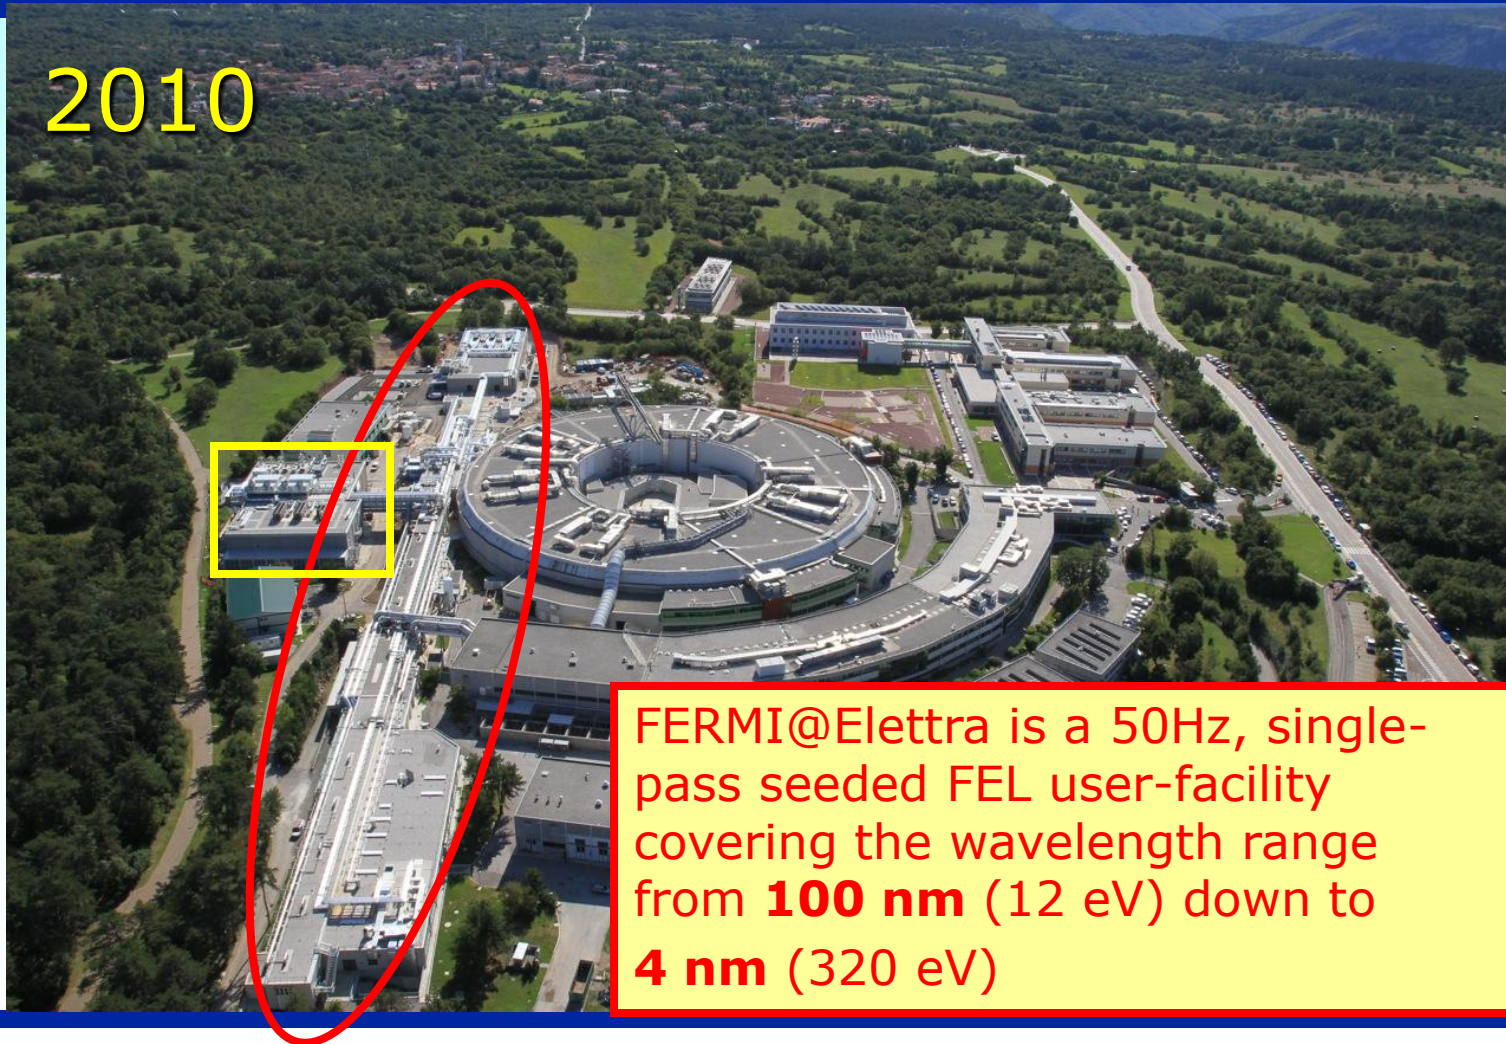 2010
FERMI@Elettra is a 50Hz, single-
pass seeded FEL user-facility
covering the wavelength range
from 100 nm (12 eV) down to
4 nm (320 eV)